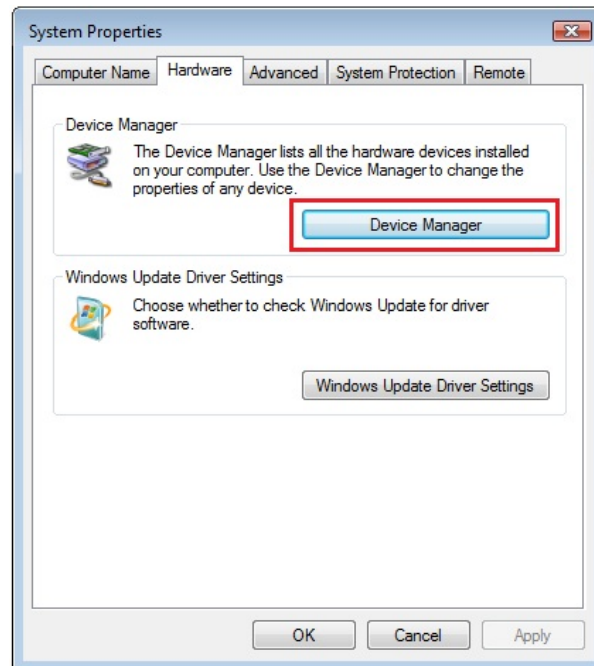 System Properties
Computer Name Hardware Advanced System Protection Remote
Device Manager
The Device Manager lists all the hardware devices installed
on your computer. Use the Device Manager to change the
properties of any device.
Device Manager
Windows Update Driver Settings
Choose whether to check Windows Update for driver
software.
Windows Update Driver Settings
OK Cancel Apply